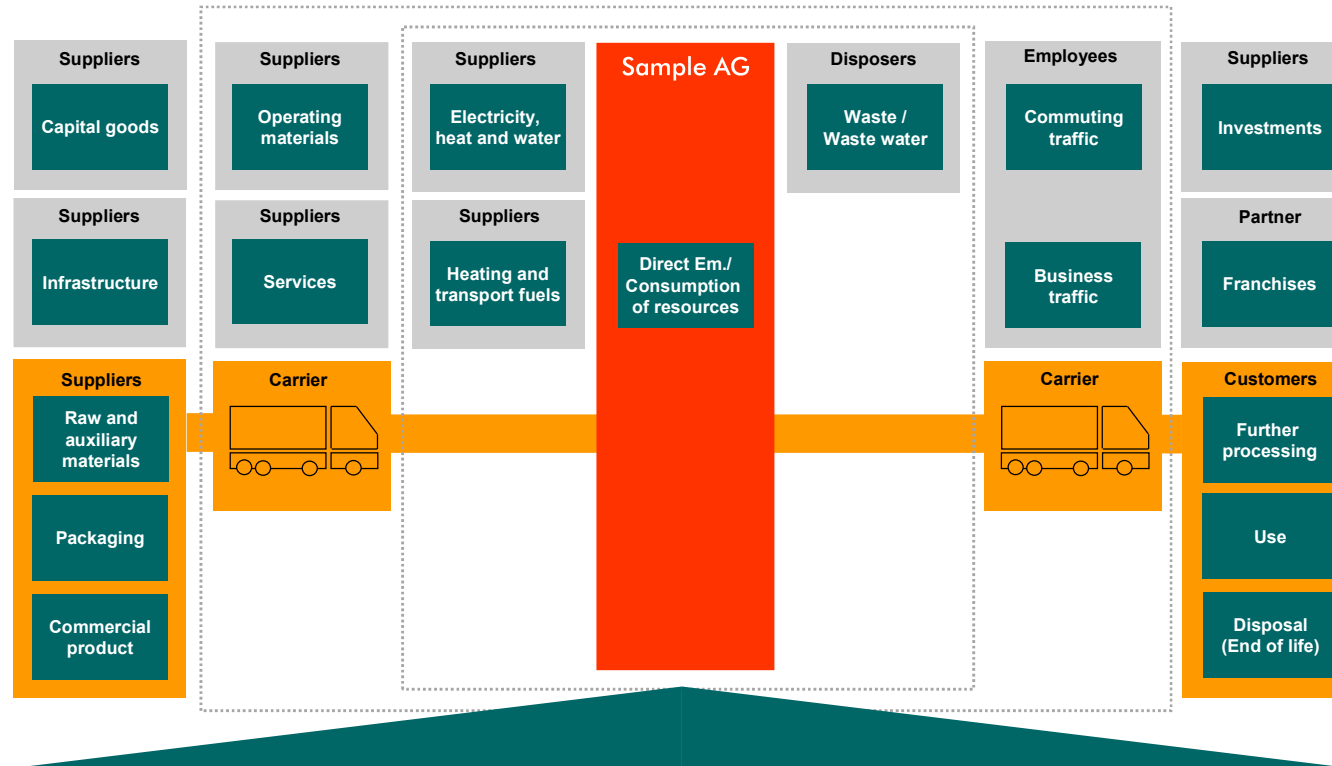 Suppliers
Capital goods
Suppliers
Operating
materials
Suppliers
Electricity,
heat and water
Sample AG
Disposers
Waste /
Waste water
Employees
Commuting
traffic
Suppliers
Investments
Suppliers
Infrastructure
Suppliers
Services
Suppliers
Heating and
transport fuels
Direct Em./
Consumption
of resources
Business
traffic
Partner
Franchises
Suppliers
Raw and
auxiliary
materials
Packaging
Commercial
product
Carrier
Carrier
Customers
Further
processing
Use
Disposal
(End of life)